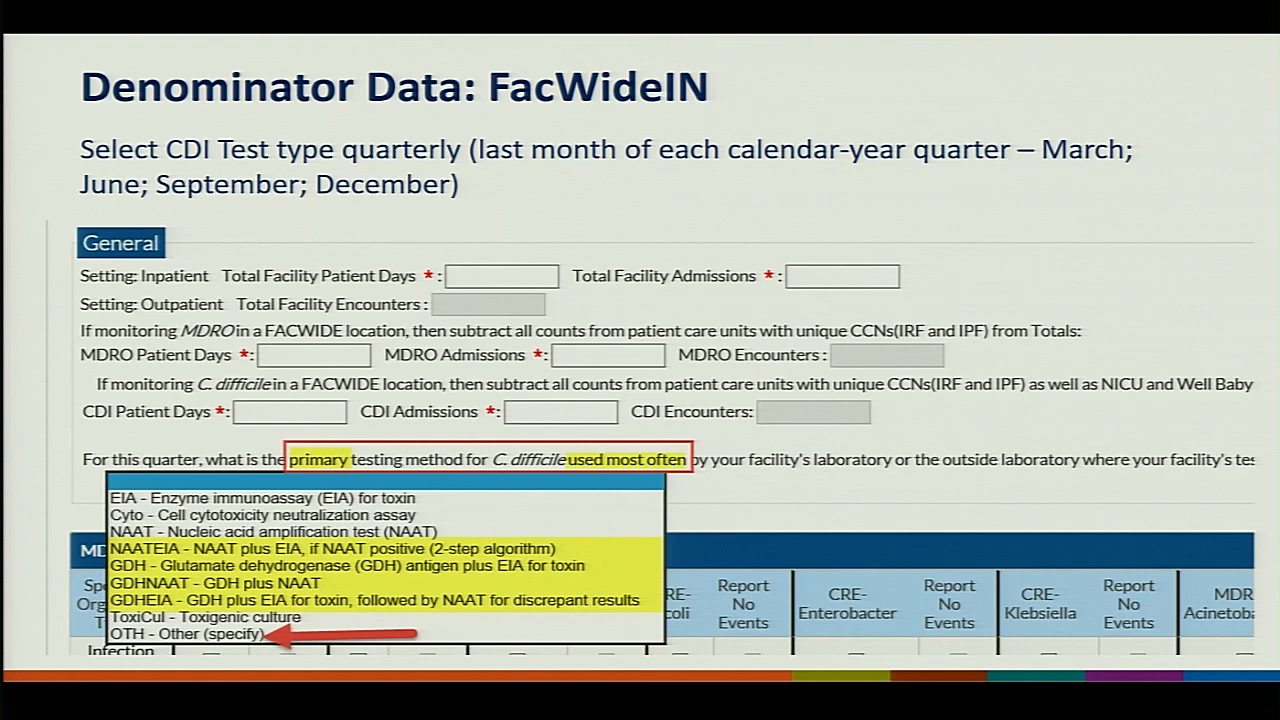 Denominator Data: FacWideIN
Select CDI Test type quarterly (last month of each calendar-year quarter – March;
June; September; December)
General
Setting: Inpatient Total Facility Patient Days *: Total Facility Admissions *:
Setting: Outpatient Total Facility Encounters:
If monitoring MDRO in a FACWIDE location, then subtract all counts from patient care units with unique CCNs(IRF and IPF) from Totals:
MDRO Patient Days *: MDRO Admissions *: MDRO Encounters:
If monitoring C. difficile in a FACWIDE location, then subtract all counts from patient care units with unique CCNs(IRF and IPF) as well as NICU and Well Baby
CDI Patient Days *: CDI Admissions *: CDI Encounters:
For this quarter, what is the primary testing method for C. difficile used most often by your facility's laboratory or the outside laboratory where your facility's tes
EIA - Enzyme immunoassay (EIA) for toxin
Cyto - Cell cytotoxicity neutralization assay
NAAT - Nucleic acid amplification test (NAAT)
NAATEIA - NAAT plus EIA, if NAAT positive (2-step algorithm)
GDH - Glutamate dehydrogenase (GDH) antigen plus EIA for toxin
GDHNAAT - GDH plus NAAT
GDHEIA - GDH plus EIA for toxin, followed by NAAT for discrepant results
ToxiCul - Toxigenic culture
OTH - Other (specify)
Report
No
Events
CRE-
Enterobacter
Report
No
Events
CRE-
Klebsiella
Report
No
Events
MDR
Acinetoba
Infection